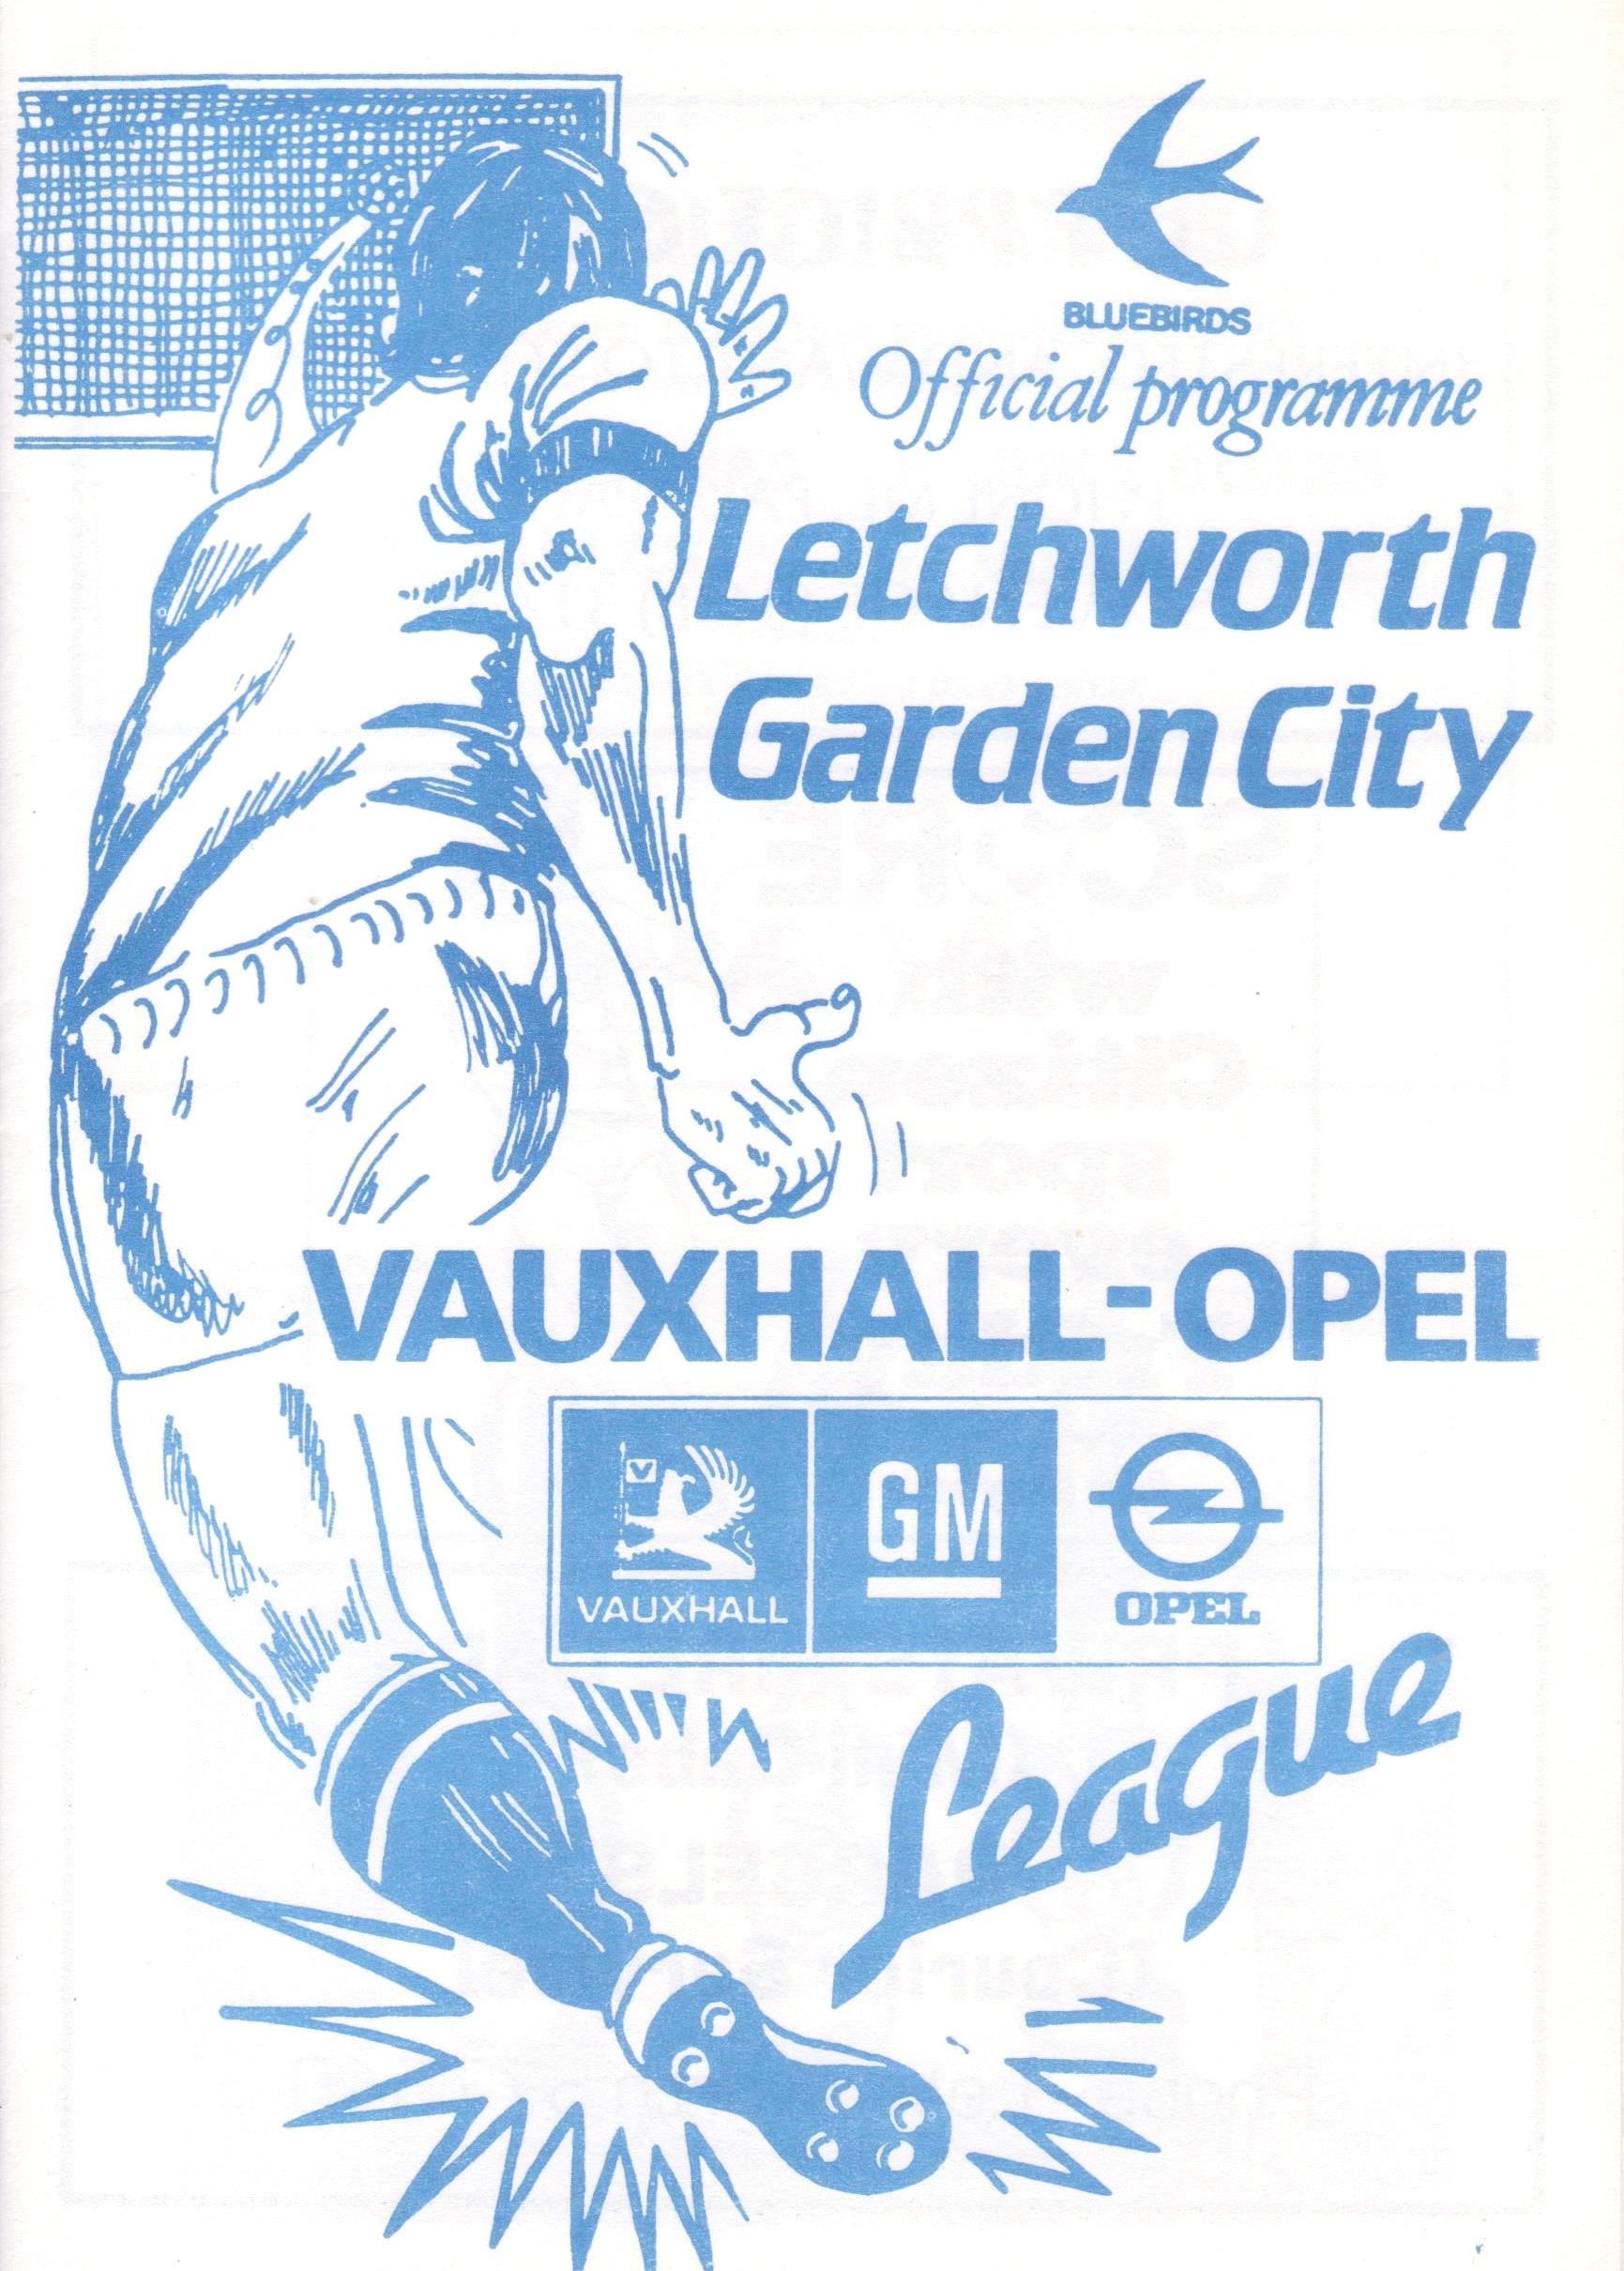 BLUEBIRDS
Official programme
Letchworth
Garden City
VAUXHALL-OPEL
V
VAUXHALL
GM
OPEL
League